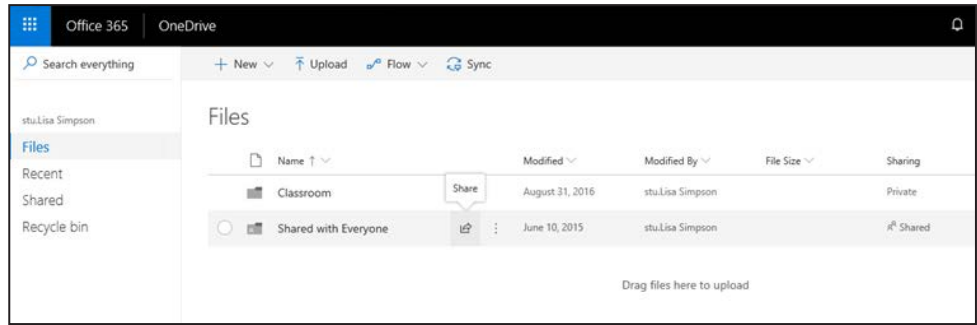 Office 365 OneDrive
Search everything
New Upload Flow Sync
stu.Lisa Simpson
Files
Recent
Shared
Recycle bin
Files
Name ↑ Modified Modified By File Size Sharing
Share
Classroom August 31, 2016 stu.Lisa Simpson Private
Shared with Everyone June 10, 2015 stu.Lisa Simpson Shared
Drag files here to upload